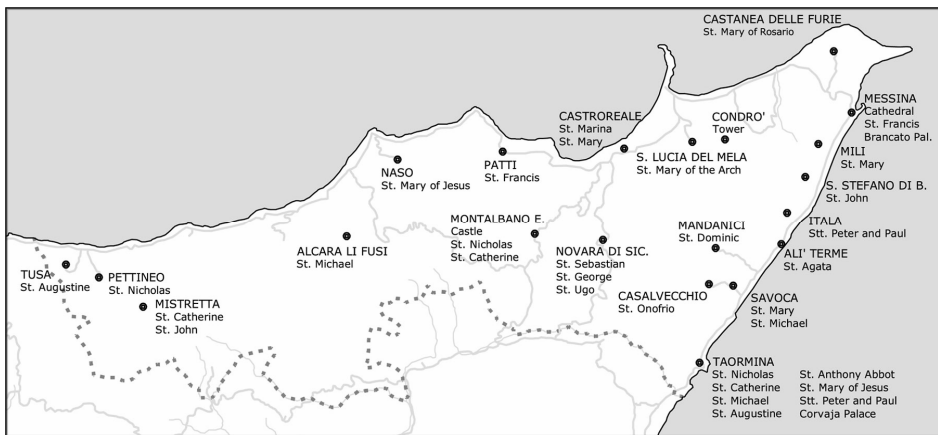 CASTANEA DELLE FURIE
St. Mary of Rosario
MESSINA
Cathedral
St. Francis
Brancato Pal.
CASTROREALE
St. Marina
St. Mary
CONDRO'
Tower
S. LUCIA DEL MELA
St. Mary of the Arch
MILI
St. Mary
NASO
St. Mary of Jesus
PATTI
St. Francis
S. STEFANO DI B.
St. John
ITALA
Stt. Peter and Paul
MONTALBANO E.
Castle
St. Nicholas
St. Catherine
MANDANICI
St. Dominic
ALCARA LI FUSI
St. Michael
NOVARA DI SIC.
St. Sebastian
St. George
St. Ugo
ALI' TERME
St. Agata
TUSA
St. Augustine
PETTINEO
St. Nicholas
MISTRETTA
St. Catherine
St. John
CASALVECCHIO
St. Onofrio
SAVOCA
St. Mary
St. Michael
TAORMINA
St. Nicholas
St. Catherine
St. Michael
St. Augustine
St. Anthony Abbot
St. Mary of Jesus
Stt. Peter and Paul
Corvaja Palace